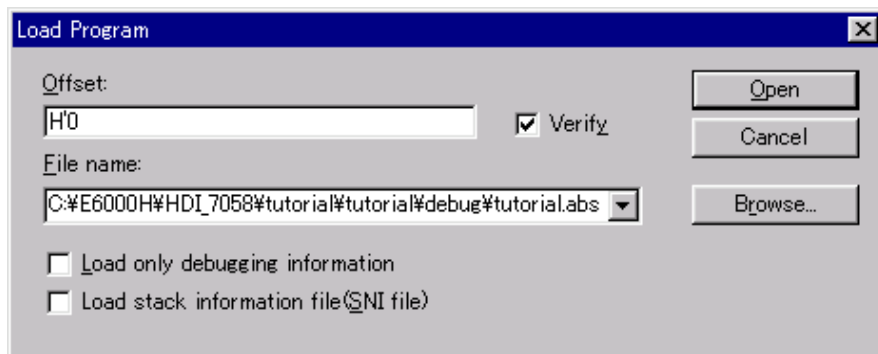 Load Program
Offset:
H'0
Verify
Open
Cancel
File name:
C:¥E6000H¥HDI_7058¥tutorial¥tutorial¥debug¥tutorial.abs
Browse...
Load only debugging information
Load stack information file(SNI file)